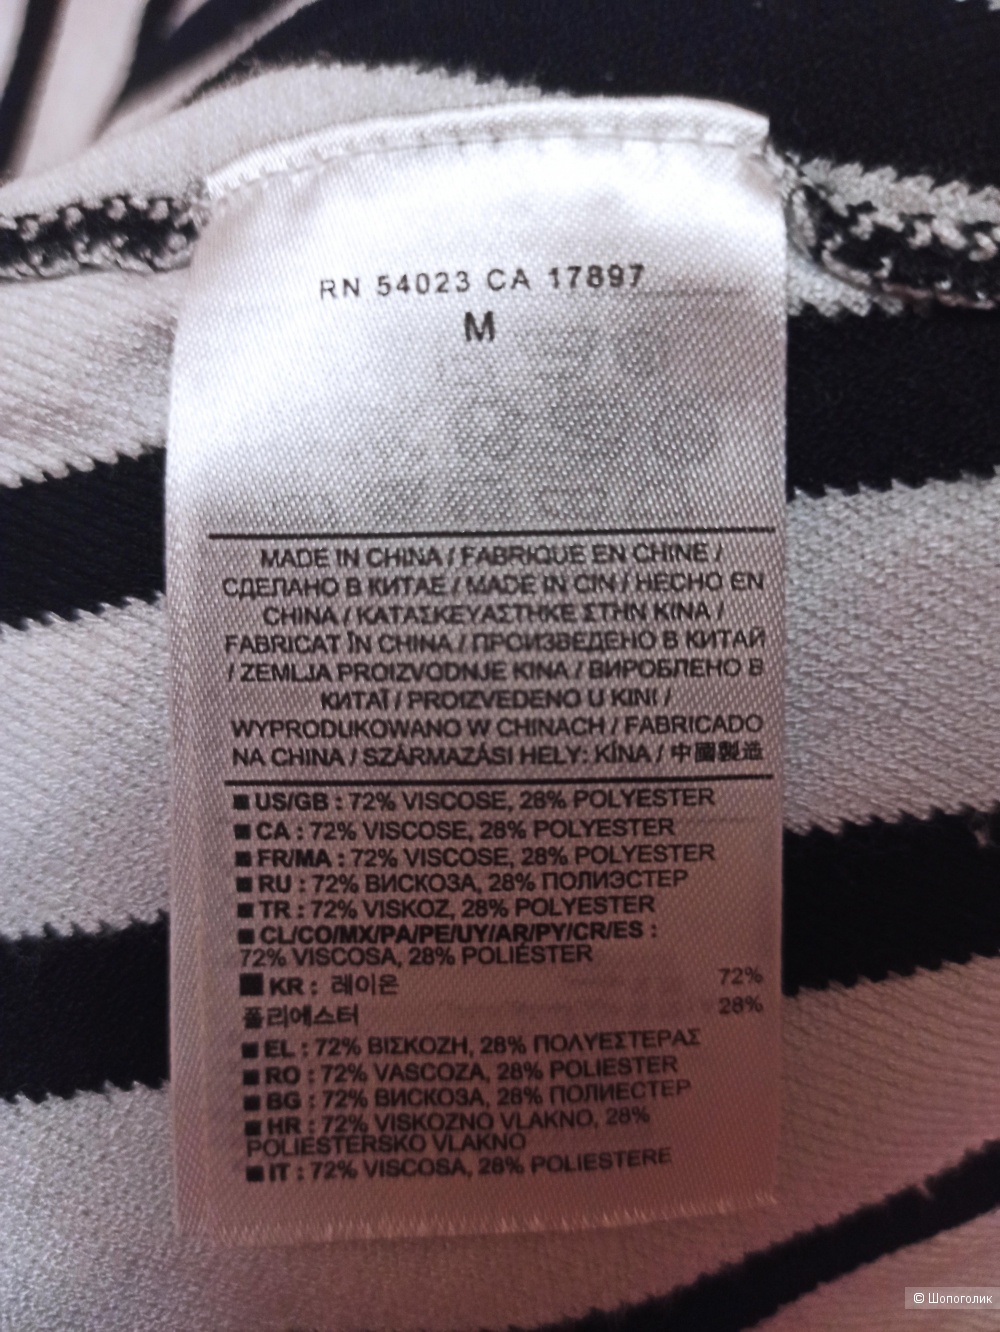 RN 54023 CA 17897
M
MADE IN CHINA / FABRIQUE EN CHINE /
СДЕЛАНО В КИТАЕ / MADE IN CIN / HECHO EN
CHINA / ΚΑΤΑΣΚΕΥΑΣΤΗΚΕ ΣΤΗΝ ΚΙΝΑ /
FABRICAT ÎN CHINA / ПРОИЗВЕДЕНО В КИТАЙ
/ ZEMLJA PROIZVODNJE KINA / ВИРОБЛЕНО В
КИТАЇ / PROIZVEDENO U KINI /
WYPRODUKOWANO W CHINACH / FABRICADO
NA CHINA / SZÁRMAZÁSI HELY: KÍNA / 中國製造
■ US/GB : 72% VISCOSE, 28% POLYESTER
■ CA : 72% VISCOSE, 28% POLYESTER
■ FR/MA : 72% VISCOSE, 28% POLYESTER
■ RU : 72% ВИСКОЗА, 28% ПОЛИЭСТЕР
■ TR : 72% VISKOZ, 28% POLYESTER
■ CL/CO/MX/PA/PE/UY/AR/PY/CR/ES :
72% VISCOSA, 28% POLIÉSTER
■ KR : 레이온 72%
폴리에스터 28%
■ EL : 72% ΒΙΣΚΟΖΗ, 28% ΠΟΛΥΕΣΤΕΡΑΣ
■ RO : 72% VASCOZA, 28% POLIESTER
■ BG : 72% ВИСКОЗА, 28% ПОЛИЕСТЕР
■ HR : 72% VISKOZNO VLAKNO, 28%
POLIESTERSKO VLAKNO
■ IT : 72% VISCOSA, 28% POLIESTERE
© Шопоголик